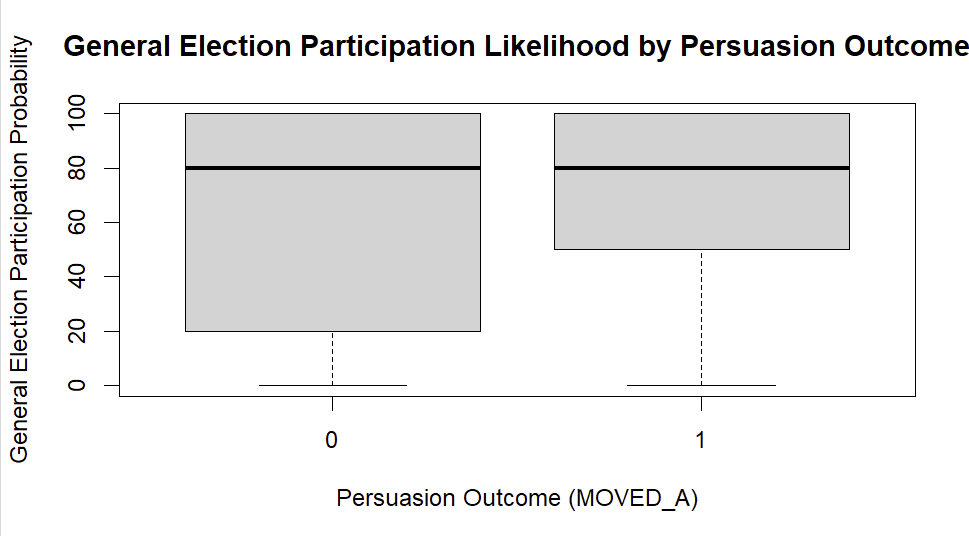 General Election Participation Likelihood by Persuasion Outcome
General Election Participation Probability
100
80
60
40
20
0
0 1
Persuasion Outcome (MOVED_A)